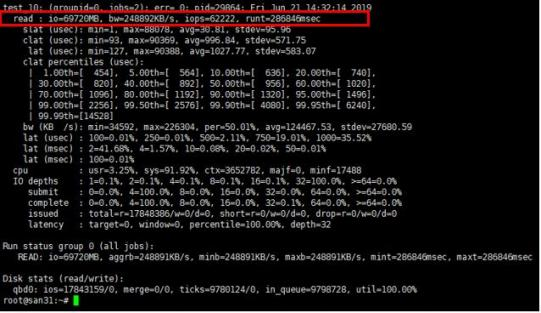 test 10: (groupid=0, jobs=2): err= 0: pid=29864: Fri Jun 21 14:32:14 2019
read : io=69720MB, bw=248892KB/s, iops=62222, runt=286846msec
slat (usec): min=1, max=88078, avg=30.81, stdev=95.96
clat (usec): min=93, max=90369, avg=996.84, stdev=571.75
lat (usec): min=127, max=90388, avg=1027.77, stdev=583.07
clat percentiles (usec):
| 1.00th=[ 454], 5.00th=[ 564], 10.00th=[ 636], 20.00th=[ 740],
| 30.00th=[ 820], 40.00th=[ 892], 50.00th=[ 956], 60.00th=[ 1020],
| 70.00th=[1096], 80.00th=[ 1192], 90.00th=[ 1320], 95.00th=[ 1496],
| 99.00th=[ 2256], 99.50th=[ 2576], 99.90th=[ 4080], 99.95th=[ 6240],
| 99.99th=[21632]
bw (KB /s): min=34592, max=226304, per=50.01%, avg=124467.53, stdev=27680.59
lat (usec) : 100=0.01%, 250=0.01%, 500=2.11%, 750=19.01%, 1000=35.52%
lat (msec) : 2=41.68%, 4=1.57%, 10=0.08%, 20=0.02%, 50=0.01%
lat (msec) : 100=0.01%
cpu : usr=3.25%, sys=91.92%, ctx=3652782, majf=0, minf=17488
IO depths : 1=0.1%, 2=0.1%, 4=0.1%, 8=0.1%, 16=0.1%, 32=100.0%, >=64=0.0%
submit : 0=0.0%, 4=100.0%, 8=0.0%, 16=0.0%, 32=0.0%, 64=0.0%, >=64=0.0%
complete : 0=0.0%, 4=100.0%, 8=0.0%, 16=0.0%, 32=0.1%, 64=0.0%, >=64=0.0%
issued : total=r=17848386/w=0/d=0, short=r=0/w=0/d=0, drop=r=0/w=0/d=0
latency : target=0, window=0, percentile=100.00%, depth=32
Run status group 0 (all jobs):
READ: io=69720MB, aggrb=248891KB/s, minb=248891KB/s, maxb=248891KB/s, mint=286846msec, maxt=286846msec
Disk stats (read/write):
qbd0: ios=17843159/0, merge=0/0, ticks=9780124/0, in_queue=9798728, util=100.00%
root@san31:~#